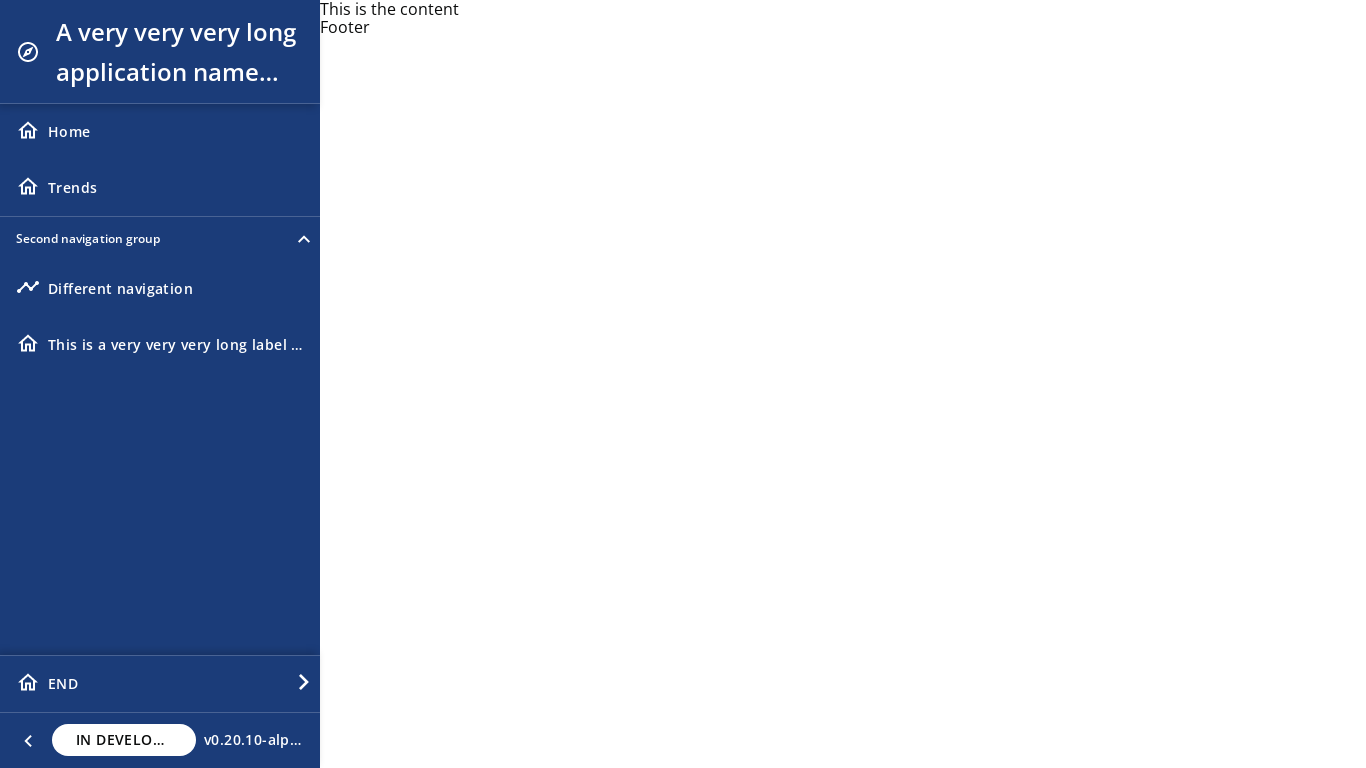 A very very very long
application name…
Home
Trends
Second navigation group
Different navigation
This is a very very very long label …
END
IN DEVELO…
v0.20.10-alp…
This is the content
Footer